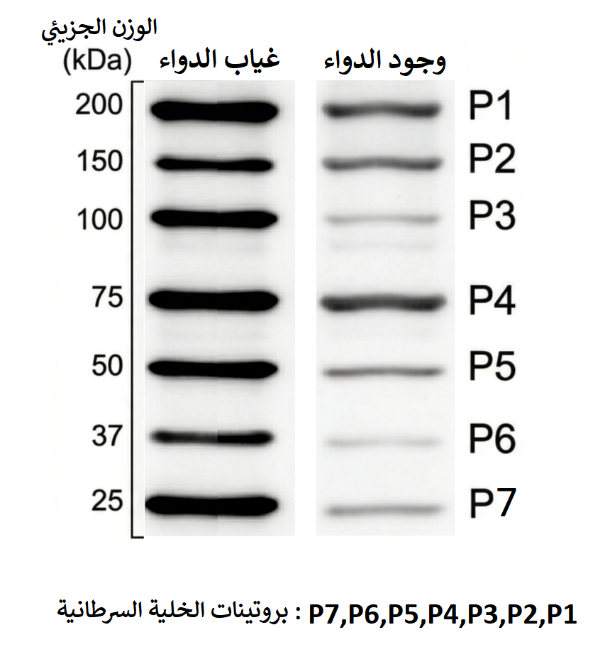 الوزن الجزيئي
(kDa) غياب الدواء وجود الدواء
200 P1
150 P2
100 P3
75 P4
50 P5
37 P6
25 P7
P7,P6,P5,P4,P3,P2,P1 : بروتينات الخلية السرطانية